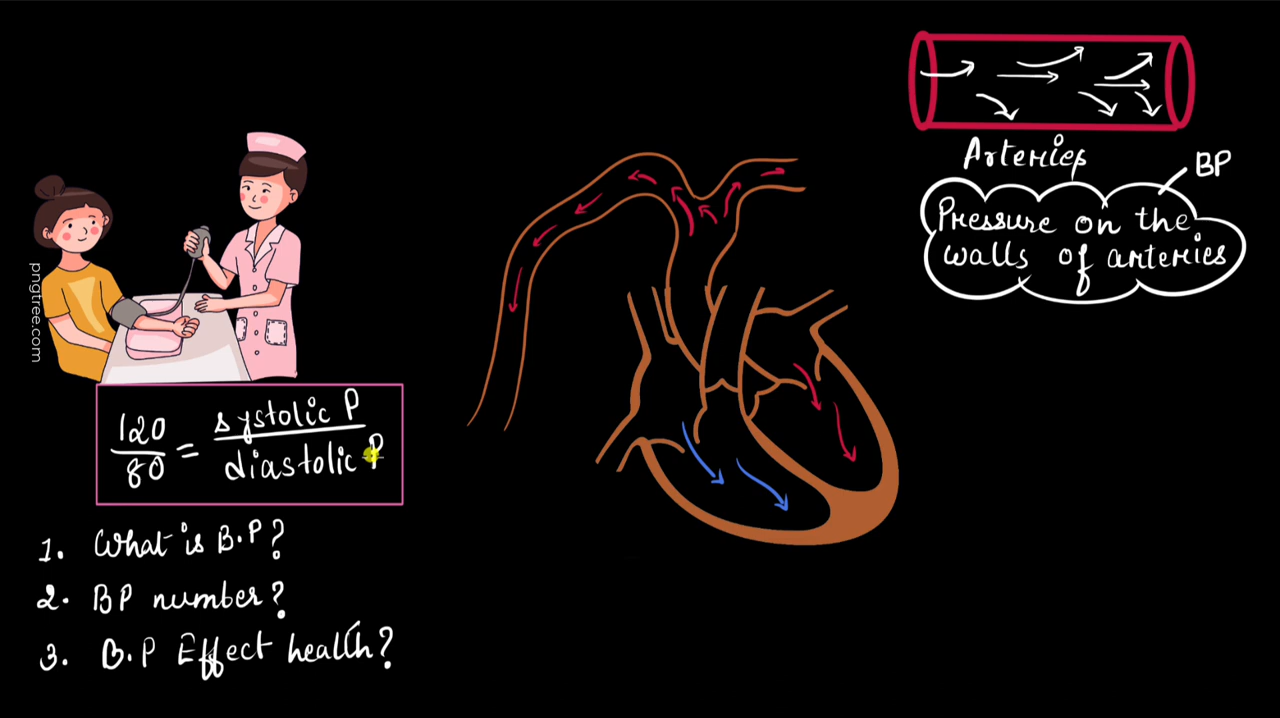 pngtree.com
120 / 80 = systolic P / diastolic P
1. What is B.P?
2. BP number?
3. B.P Effect health?
Arteries
BP
Pressure on the
walls of arteries